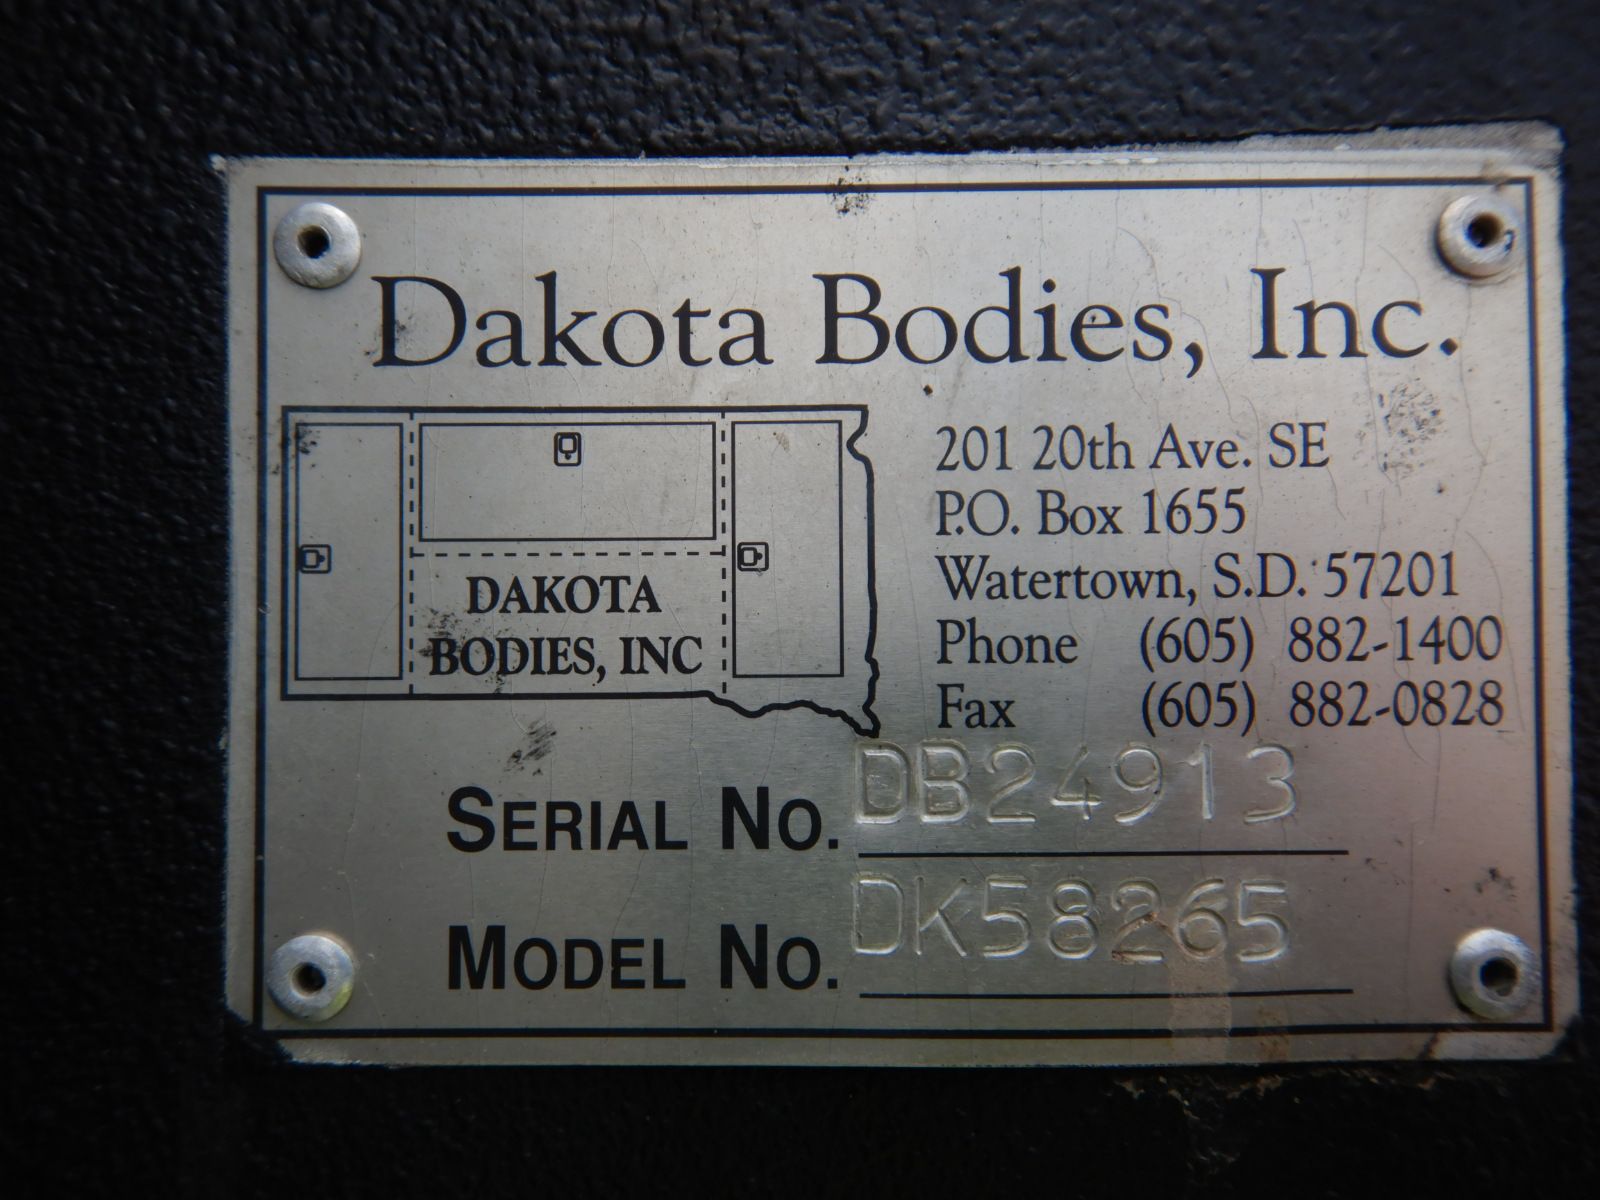 Dakota Bodies, Inc.
DAKOTA
BODIES, INC
201 20th Ave. SE
P.O. Box 1655
Watertown, S.D. 57201
Phone (605) 882-1400
Fax (605) 882-0828
SERIAL NO. DB24913
MODEL NO. DK58265